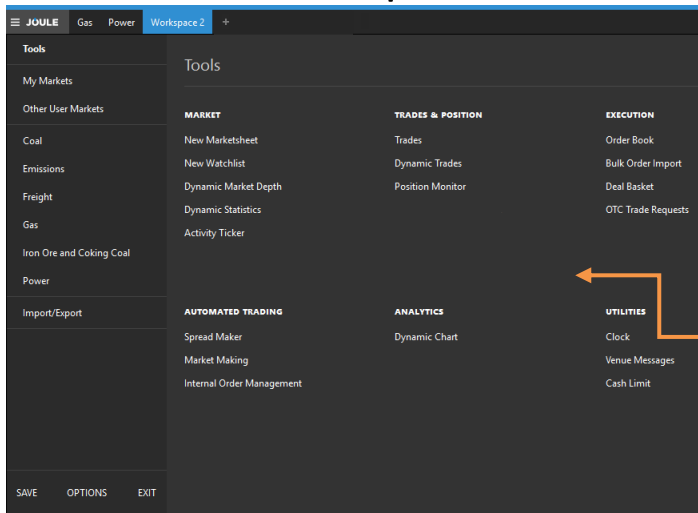 JOULE Gas Power Workspace 2 +
Tools
My Markets
Other User Markets
Coal
Emissions
Freight
Gas
Iron Ore and Coking Coal
Power
Import/Export
SAVE OPTIONS EXIT
Tools
MARKET
New Marketsheet
New Watchlist
Dynamic Market Depth
Dynamic Statistics
Activity Ticker
TRADES & POSITION
Trades
Dynamic Trades
Position Monitor
EXECUTION
Order Book
Bulk Order Import
Deal Basket
OTC Trade Requests
AUTOMATED TRADING
Spread Maker
Market Making
Internal Order Management
ANALYTICS
Dynamic Chart
UTILITIES
Clock
Venue Messages
Cash Limit